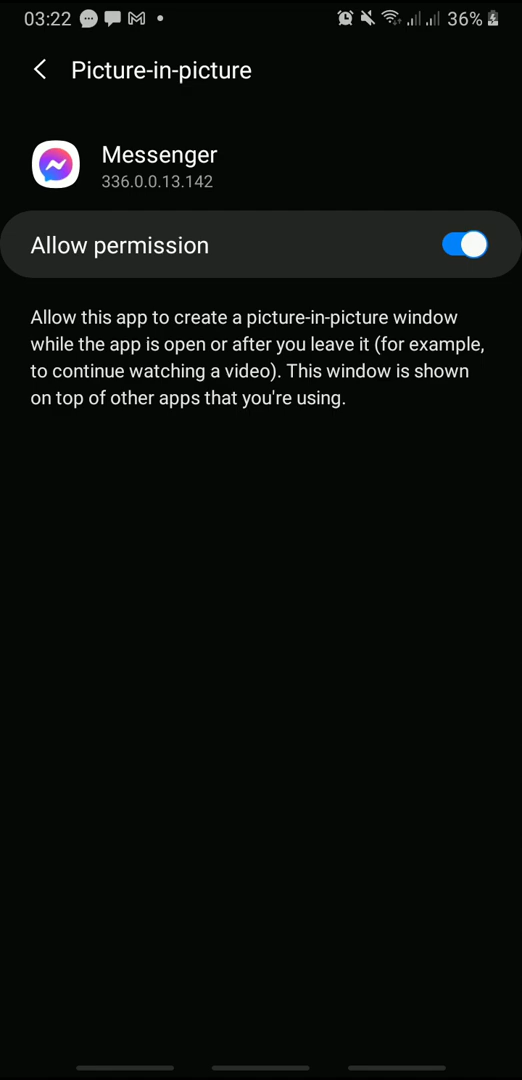 03:22 36%
Picture-in-picture
Messenger
336.0.0.13.142
Allow permission
Allow this app to create a picture-in-picture window
while the app is open or after you leave it (for example,
to continue watching a video). This window is shown
on top of other apps that you're using.